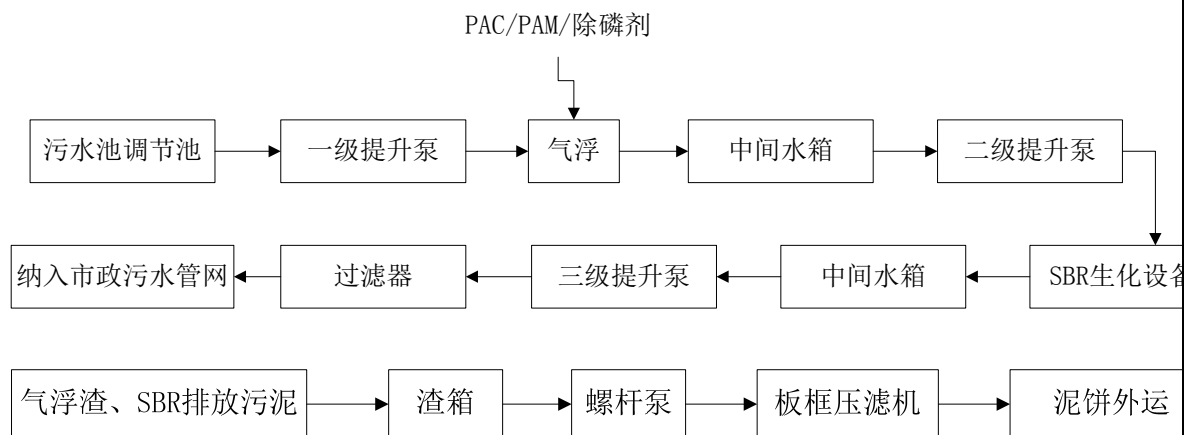 PAC/PAM/除磷剂
污水池调节池
一级提升泵
气浮
中间水箱
二级提升泵
纳入市政污水管网
过滤器
三级提升泵
中间水箱
SBR生化设备
气浮渣、SBR排放污泥
渣箱
螺杆泵
板框压滤机
泥饼外运